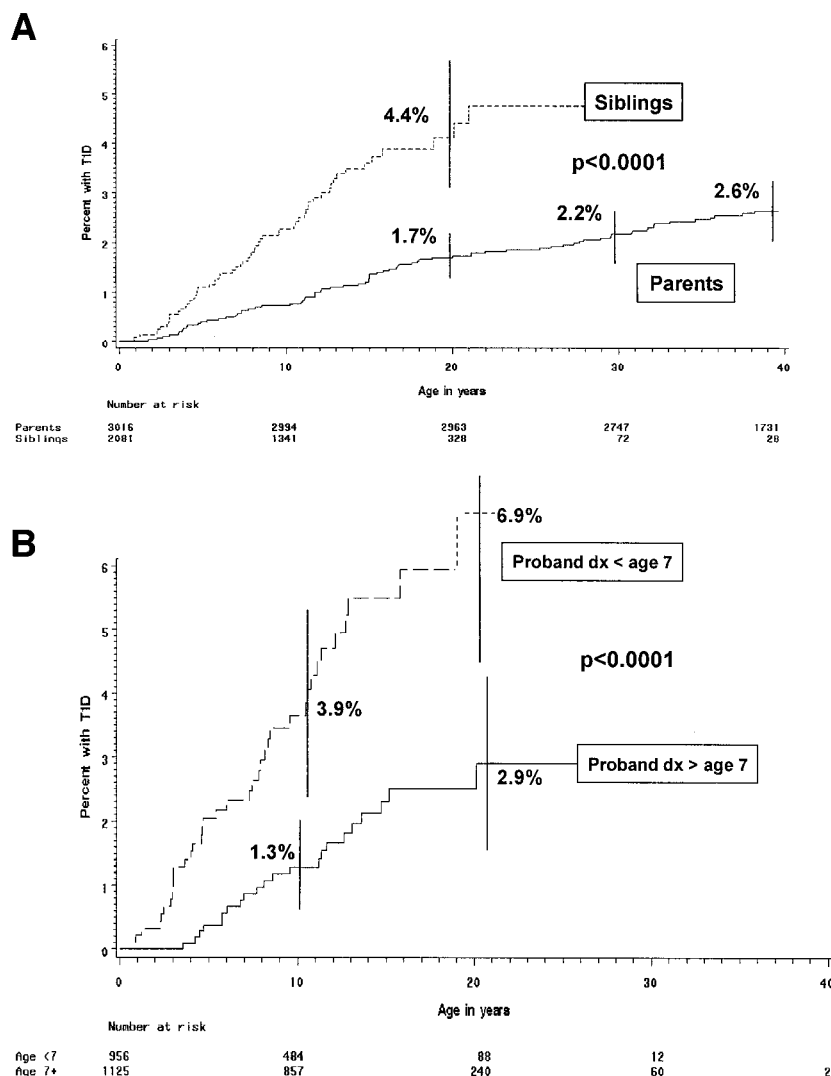 A
6
5
4
3
2
1
0
Percent with T1D
4.4%
Siblings
p<0.0001
1.7%
2.2%
2.6%
Parents
0 10 20 30 40
Age in years
Number at risk
Parents 3016 2994 2963 2747 1731
Siblings 2081 1341 328 72 28
B
6
5
4
3
2
1
0
Percent with T1D
6.9%
Proband dx < age 7
p<0.0001
3.9%
Proband dx > age 7
2.9%
1.3%
0 10 20 30 40
Age in years
Number at risk
Age <7 956 484 88 12
Age 7+ 1125 857 240 60 2